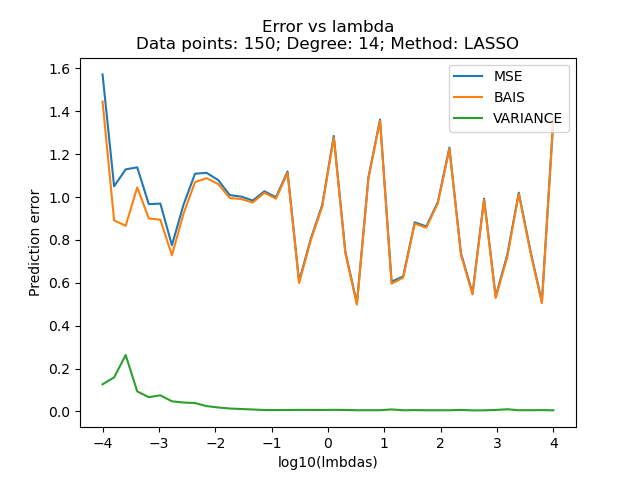 Error vs lambda
Data points: 150; Degree: 14; Method: LASSO
MSE
BAIS
VARIANCE
Prediction error
1.6
1.4
1.2
1.0
0.8
0.6
0.4
0.2
0.0
−4
−3
−2
−1
0
1
2
3
4
log10(lmbdas)